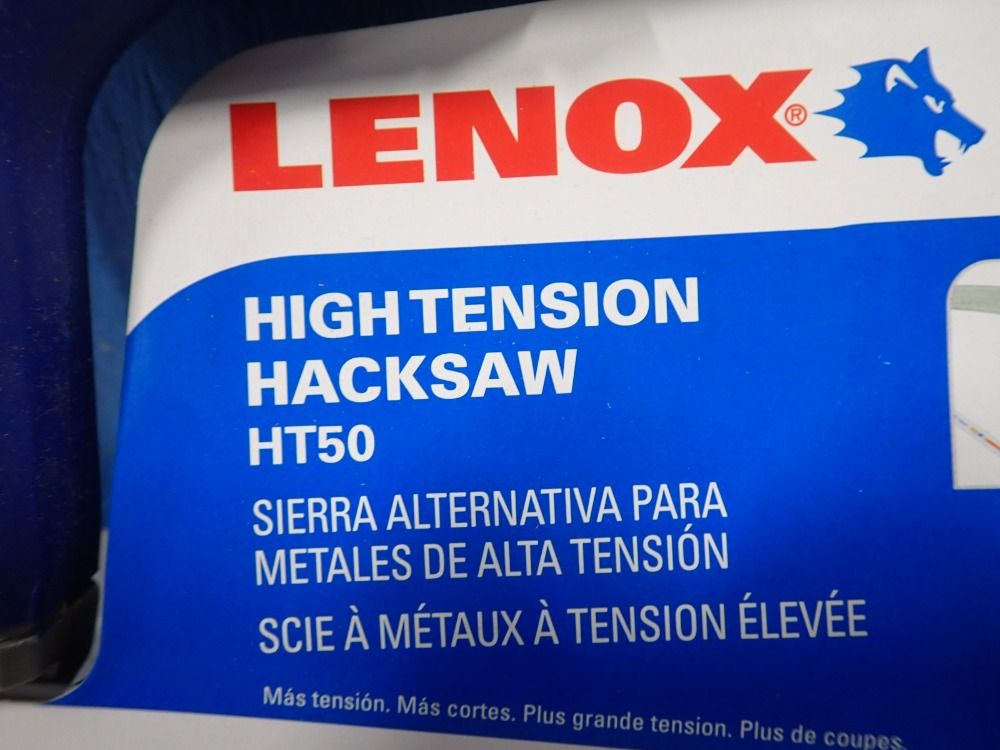 LENOX®
HIGH TENSION
HACKSAW
HT50
SIERRA ALTERNATIVA PARA
METALES DE ALTA TENSIÓN
SCIE À MÉTAUX À TENSION ÉLEVÉE
Más tensión. Más cortes. Plus grande tension. Plus de coupes.